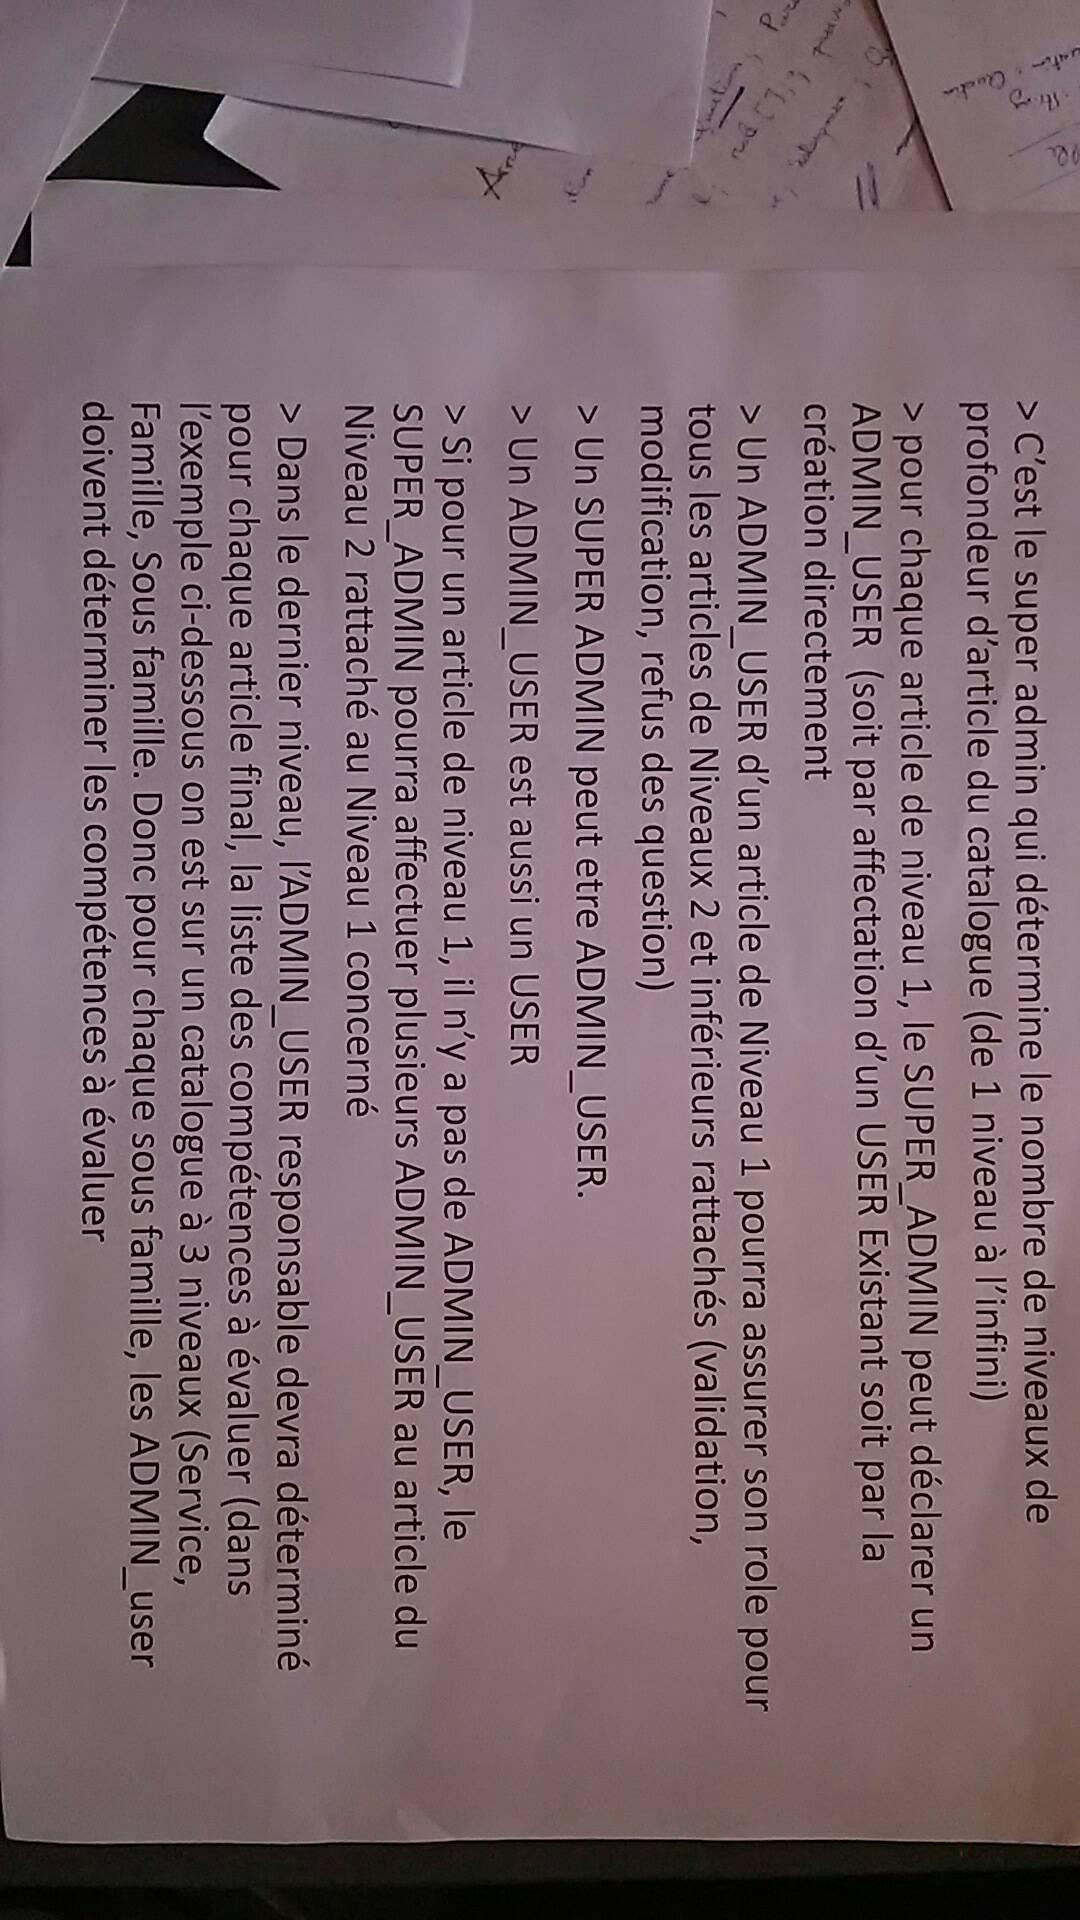 > C’est le super admin qui détermine le nombre de niveaux de
profondeur d’article du catalogue (de 1 niveau à l’infini)
> pour chaque article de niveau 1, le SUPER_ADMIN peut déclarer un
ADMIN_USER (soit par affectation d’un USER Existant soit par la
création directement
> Un ADMIN_USER d’un article de Niveau 1 pourra assurer son role pour
tous les articles de Niveaux 2 et inférieurs rattachés (validation,
modification, refus des question)
> Un SUPER ADMIN peut etre ADMIN_USER.
> Un ADMIN_USER est aussi un USER
> Si pour un article de niveau 1, il n’y a pas de ADMIN_USER, le
SUPER_ADMIN pourra affectuer plusieurs ADMIN_USER au article du
Niveau 2 rattaché au Niveau 1 concerné
> Dans le dernier niveau, l’ADMIN_USER responsable devra déterminé
pour chaque article final, la liste des compétences à évaluer (dans
l’exemple ci-dessous on est sur un catalogue à 3 niveaux (Service,
Famille, Sous famille. Donc pour chaque sous famille, les ADMIN_user
doivent déterminer les compétences à évaluer